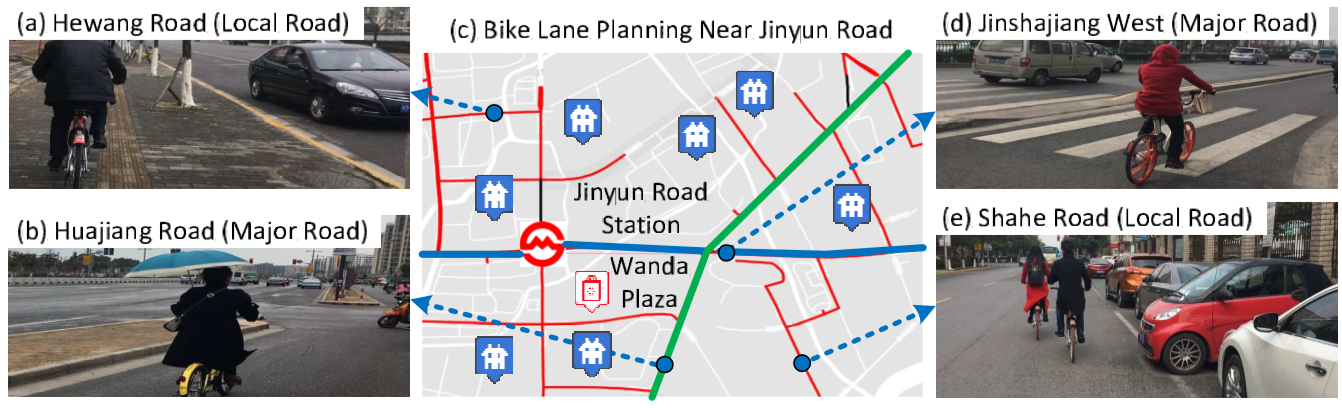 (a) Hewang Road (Local Road)
(b) Huajiang Road (Major Road)
(c) Bike Lane Planning Near Jinyun Road
Jinyun Road
Station
Wanda
Plaza
(d) Jinshajiang West (Major Road)
(e) Shahe Road (Local Road)